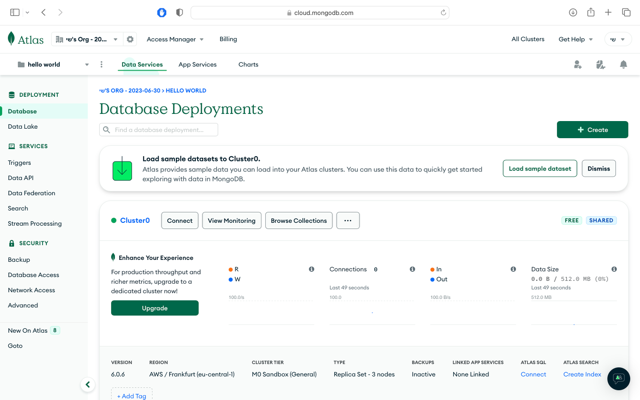 cloud.mongodb.com
Atlas
's Org - 20...
Access Manager
Billing
All Clusters
Get Help
hello world
Data Services
App Services
Charts
DEPLOYMENT
Database
Data Lake
SERVICES
Triggers
Data API
Data Federation
Search
Stream Processing
SECURITY
Backup
Database Access
Network Access
Advanced
New On Atlas 8
Goto
'S ORG - 2023-06-30 > HELLO WORLD
Database Deployments
Find a database deployment...
+ Create
Load sample datasets to Cluster0.
Atlas provides sample data you can load into your Atlas clusters. You can use this data to quickly get started
exploring with data in MongoDB.
Load sample dataset
Dismiss
Cluster0
Connect
View Monitoring
Browse Collections
...
FREE
SHARED
Enhance Your Experience
For production throughput and
richer metrics, upgrade to a
dedicated cluster now!
Upgrade
R
W
100.0/s
Connections 0
Last 49 seconds
100.0
In
Out
100.0 B/s
Data Size
0.0 B / 512.0 MB (0%)
Last 49 seconds
512.0 MB
VERSION
6.0.6
REGION
AWS / Frankfurt (eu-central-1)
CLUSTER TIER
M0 Sandbox (General)
TYPE
Replica Set - 3 nodes
BACKUPS
Inactive
LINKED APP SERVICES
None Linked
ATLAS SQL
Connect
ATLAS SEARCH
Create Index
+ Add Tag